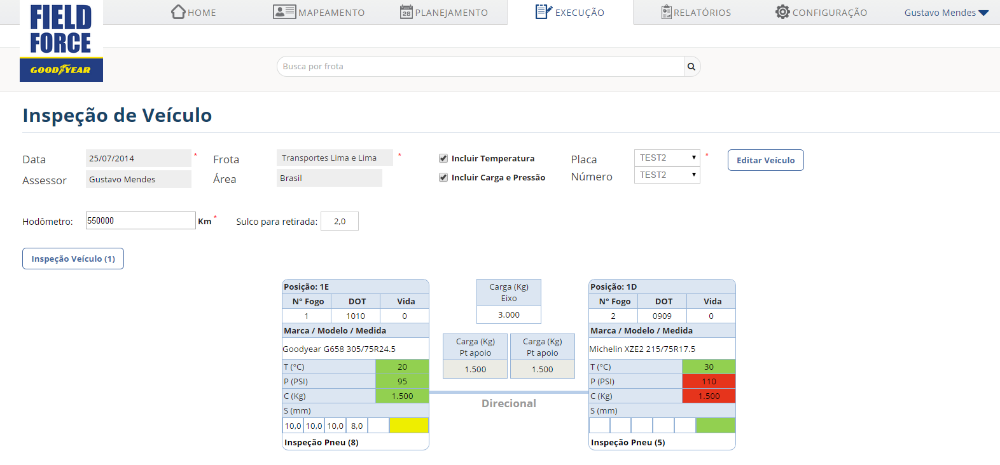 FIELD
FORCE
GOODYEAR
HOME
MAPEAMENTO
28
PLANEJAMENTO
EXECUÇÃO
RELATÓRIOS
CONFIGURAÇÃO
Gustavo Mendes
Busca por frota
Inspeção de Veículo
Data 25/07/2014 *
Frota Transportes Lima e Lima *
Incluir Temperatura
Placa TEST2 *
Editar Veículo
Assessor Gustavo Mendes
Área Brasil
Incluir Carga e Pressão
Número TEST2
Hodômetro: 550000 Km *
Sulco para retirada: 2,0
Inspeção Veículo (1)
Posição: 1E
N° Fogo DOT Vida
1 1010 0
Marca / Modelo / Medida
Goodyear G658 305/75R24.5
T (°C) 20
P (PSI) 95
C (Kg) 1.500
S (mm)
10,0 10,0 10,0 8,0
Inspeção Pneu (8)
Carga (Kg)
Eixo
3.000
Carga (Kg)
Pt apoio
1.500
Carga (Kg)
Pt apoio
1.500
Direcional
Posição: 1D
N° Fogo DOT Vida
2 0909 0
Marca / Modelo / Medida
Michelin XZE2 215/75R17.5
T (°C) 30
P (PSI) 110
C (Kg) 1.500
S (mm)
Inspeção Pneu (5)